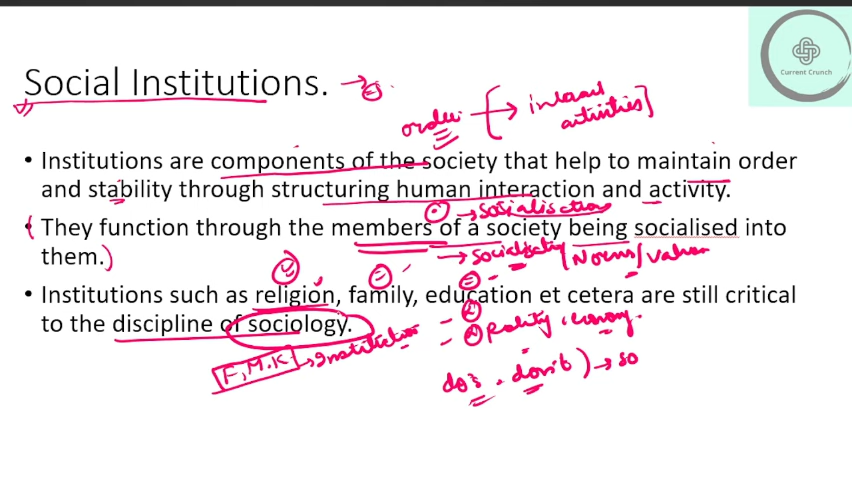 Social Institutions.
Current Crunch
order
activities
• Institutions are components of the society that help to maintain order
and stability through structuring human interaction and activity.
Socialisation
• They function through the members of a society being socialised into
them.
Norms/values
• Institutions such as religion, family, education et cetera are still critical
to the discipline of sociology.
F, M, K
Institution
do's, don'ts
so